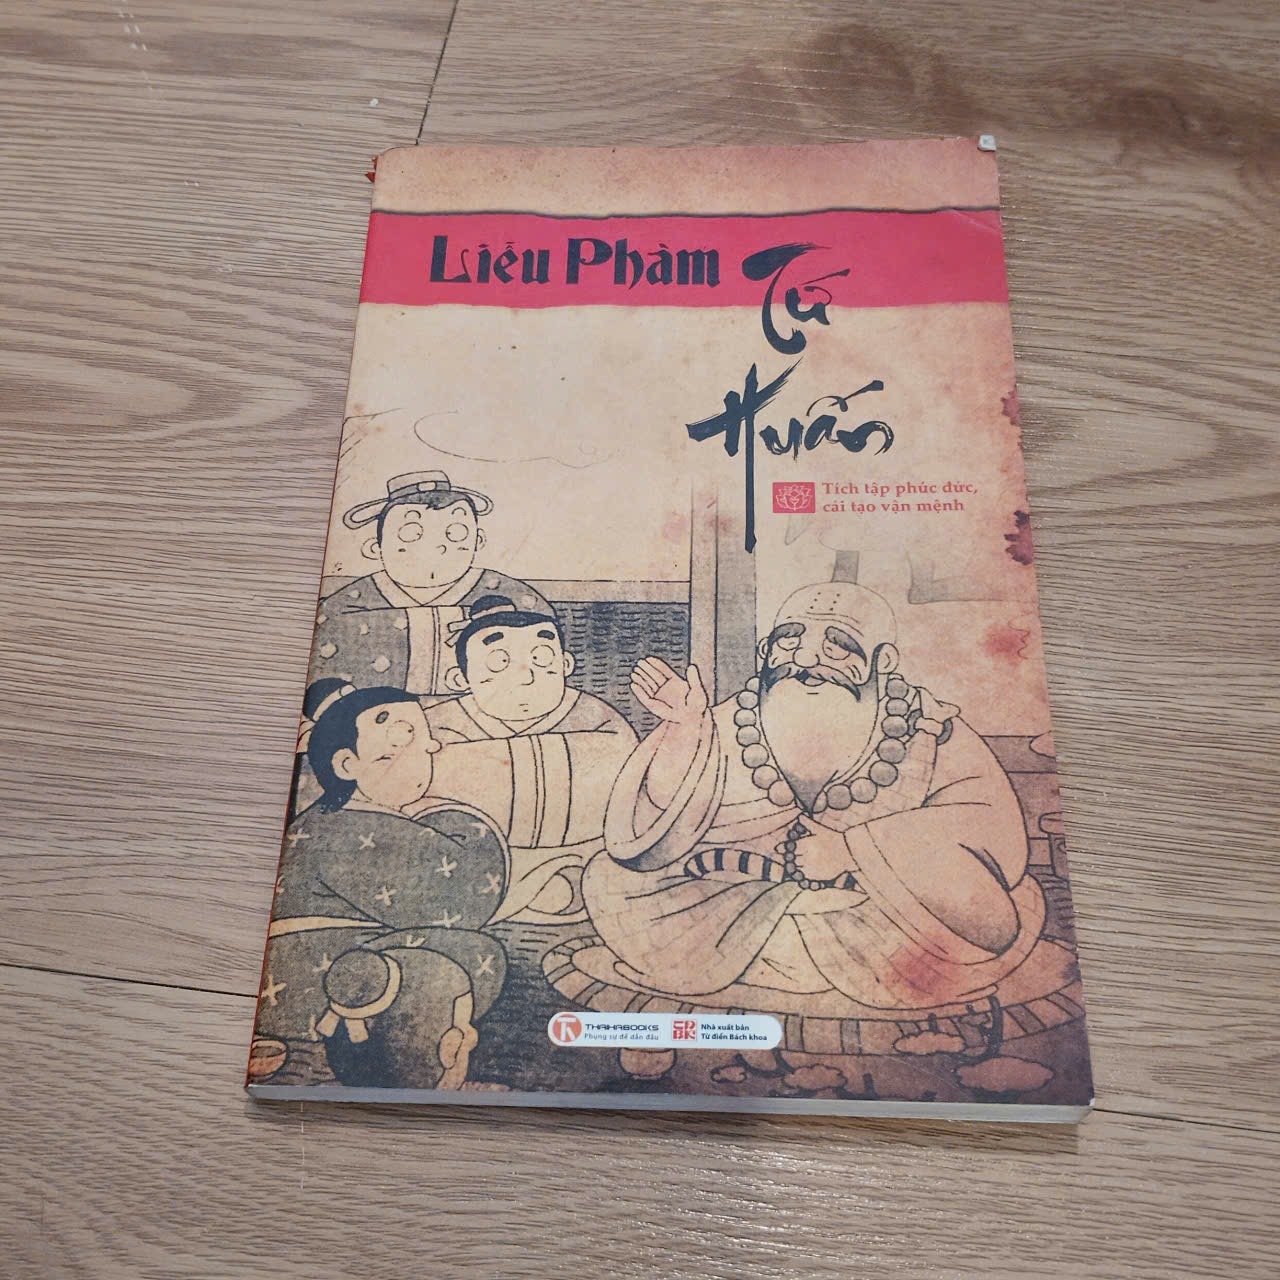 Liễu Phàm Tứ
Huấn
Tích tập phúc đức,
cải tạo vận mệnh
THAIHABOOKS
Phụng sự để dẫn đầu
Nhà xuất bản
Từ điển Bách khoa